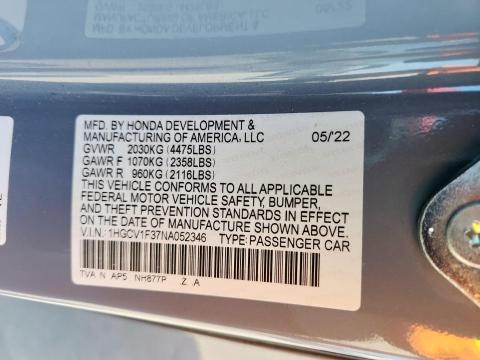 MFD. BY HONDA DEVELOPMENT &
MANUFACTURING OF AMERICA, LLC 05/22
GVWR 2030KG (4475LBS)
GAWR F 1070KG (2358LBS)
GAWR R 960KG (2116LBS)
THIS VEHICLE CONFORMS TO ALL APPLICABLE
FEDERAL MOTOR VEHICLE SAFETY, BUMPER,
AND THEFT PREVENTION STANDARDS IN EFFECT
ON THE DATE OF MANUFACTURE SHOWN ABOVE.
V.I.N.: 1HGCV1F37NA052346 TYPE: PASSENGER CAR
TVA N AP5 NH877P .Z .A